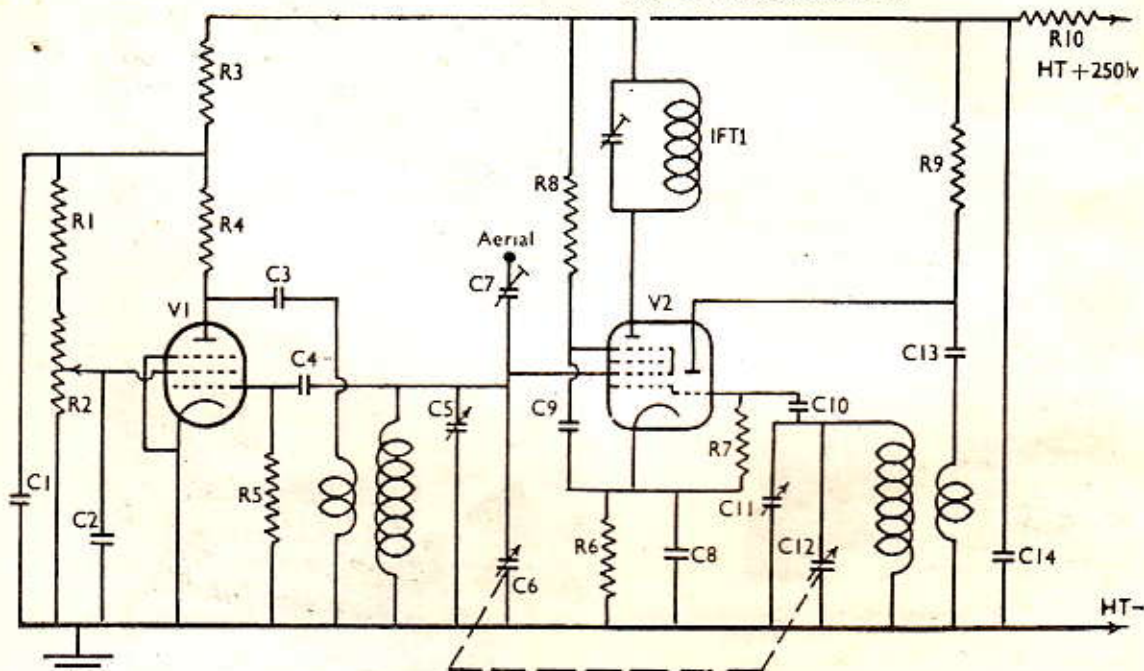 R3
R10
HT+250v
IFT1
R9
R8
R1
R4
Aerial
C7
C3
V1
V2
C4
C13
R2
C5
C9
C10
R7
C1
C2
R5
C11
R6
C8
C12
C6
C14
HT-